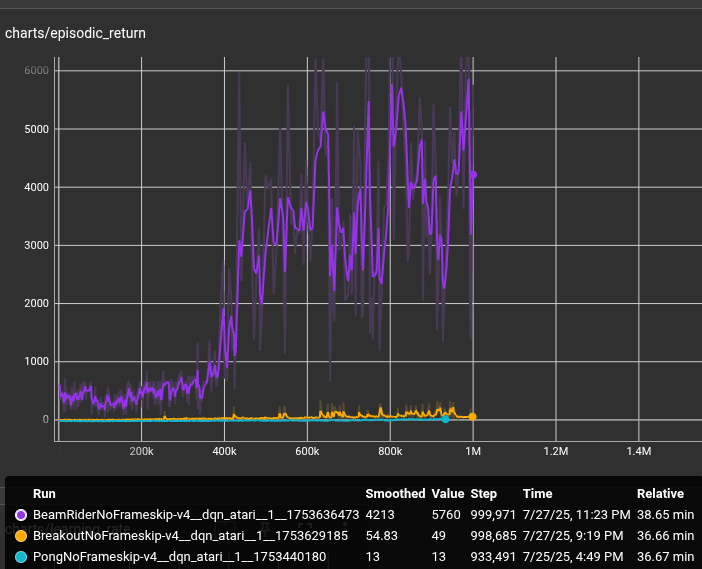 charts/episodic_return
6000
5000
4000
3000
2000
1000
0
0 200k 400k 600k 800k 1M 1.2M 1.4M
Run Smoothed Value Step Time Relative
BeamRiderNoFrameskip-v4__dqn_atari__1__1753636473 4213 5760 999,971 7/27/25, 11:23 PM 38.65 min
charts/learning_rate
BreakoutNoFrameskip-v4__dqn_atari__1__1753629185 54.83 49 998,685 7/27/25, 9:19 PM 36.66 min
PongNoFrameskip-v4__dqn_atari__1__1753440180 13 13 933,491 7/25/25, 4:49 PM 36.67 min